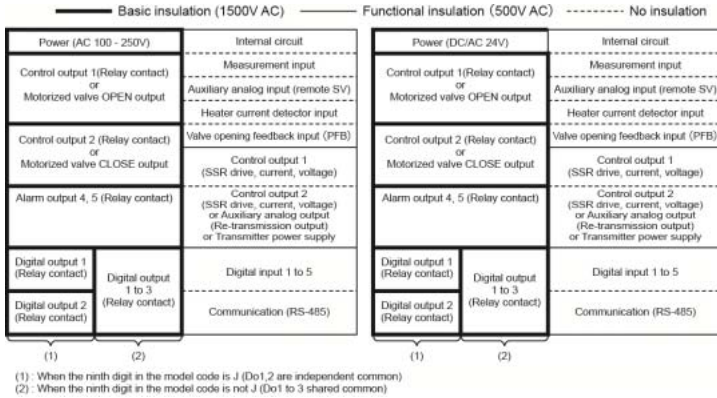 Basic insulation (1500V AC) Functional insulation (500V AC) No insulation
Power (AC 100 - 250V)
Control output 1(Relay contact)
or
Motorized valve OPEN output
Control output 2 (Relay contact)
or
Motorized valve CLOSE output
Alarm output 4, 5 (Relay contact)
Digital output 1
(Relay contact)
Digital output 2
(Relay contact)
Digital output
1 to 3
(Relay contact)
Internal circuit
Measurement input
Auxiliary analog input (remote SV)
Heater current detector input
Valve opening feedback input (PFB)
Control output 1
(SSR drive, current, voltage)
Control output 2
(SSR drive, current, voltage)
or Auxiliary analog output
(Re-transmission output)
or Transmitter power supply
Digital input 1 to 5
Communication (RS-485)
(1) (2)
Power (DC/AC 24V)
Control output 1(Relay contact)
or
Motorized valve OPEN output
Control output 2 (Relay contact)
or
Motorized valve CLOSE output
Alarm output 4, 5 (Relay contact)
Digital output 1
(Relay contact)
Digital output 2
(Relay contact)
Digital output
1 to 3
(Relay contact)
Internal circuit
Measurement input
Auxiliary analog input (remote SV)
Heater current detector input
Valve opening feedback input (PFB)
Control output 1
(SSR drive, current, voltage)
Control output 2
(SSR drive, current, voltage)
or Auxiliary analog output
(Re-transmission output)
or Transmitter power supply
Digital input 1 to 5
Communication (RS-485)
(1) (2)
(1) : When the ninth digit in the model code is J (Do1,2 are independent common)
(2) : When the ninth digit in the model code is not J (Do1 to 3 shared common)